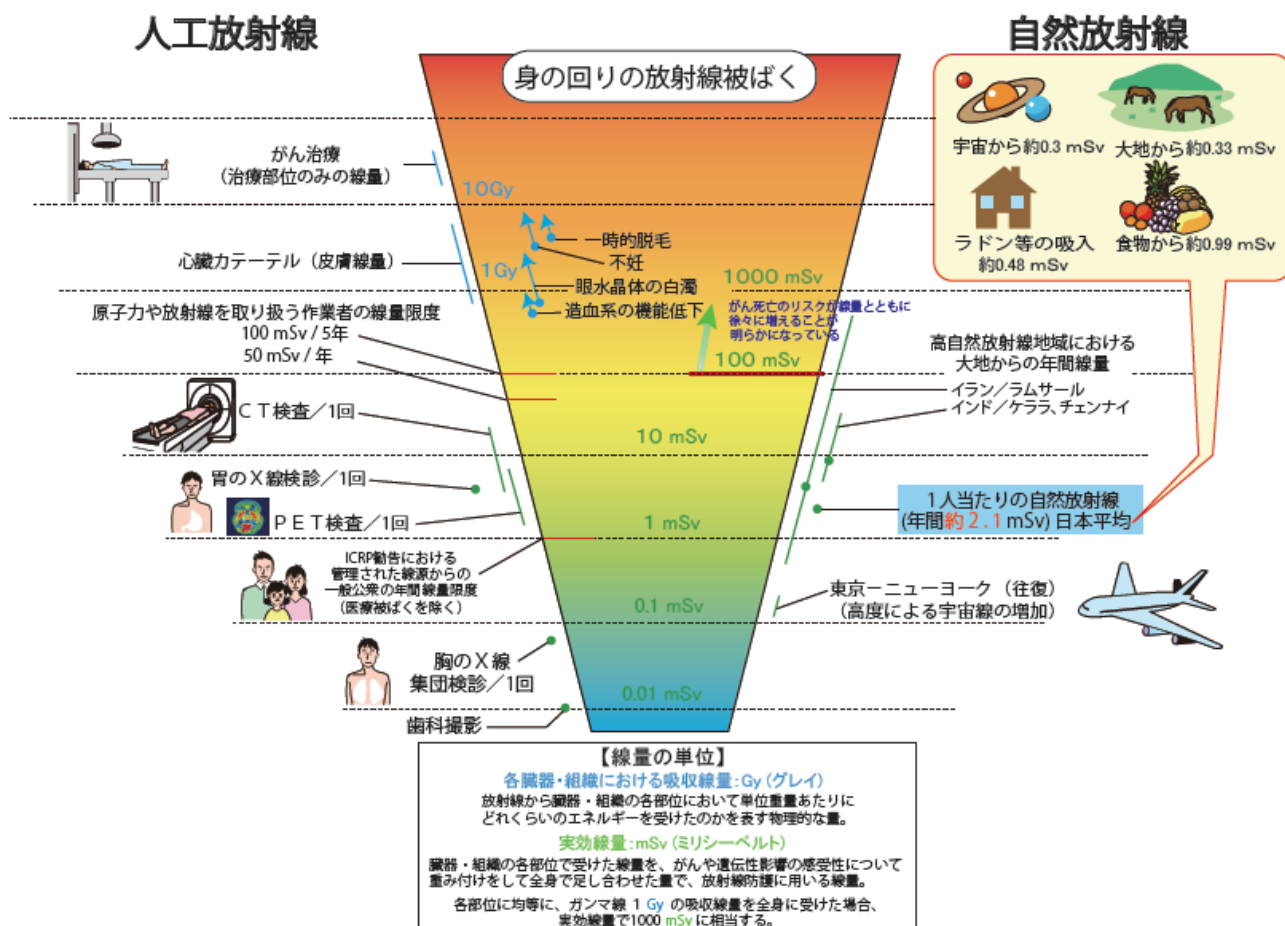 人工放射線
自然放射線
身の回りの放射線被ばく
宇宙から約0.3 mSv
大地から約0.33 mSv
ラドン等の吸入
約0.48 mSv
食物から約0.99 mSv
がん治療
(治療部位のみの線量)
10Gy
一時的脱毛
不妊
心臓カテーテル(皮膚線量)
1Gy
眼水晶体の白濁
造血系の機能低下
1000 mSv
がん死亡のリスクが線量とともに
徐々に増えることが
明らかになっている
原子力や放射線を取り扱う作業者の線量限度
100 mSv / 5年
50 mSv / 年
100 mSv
高自然放射線地域における
大地からの年間線量
イラン/ラムサール
インド/ケララ、チェンナイ
CT検査/1回
10 mSv
胃のX線検診/1回
PET検査/1回
1 mSv
1人当たりの自然放射線
(年間約2.1mSv)日本平均
ICRP勧告における
管理された線源からの
一般公衆の年間線量限度
(医療被ばくを除く)
0.1 mSv
東京ーニューヨーク(往復)
(高度による宇宙線の増加)
胸のX線
集団検診/1回
0.01 mSv
歯科撮影
【線量の単位】
各臓器・組織における吸収線量:Gy(グレイ)
放射線から臓器・組織の各部位において単位重量あたりに
どれくらいのエネルギーを受けたのかを表す物理的な量。
実効線量:mSv(ミリシーベルト)
臓器・組織の各部位で受けた線量を、がんや遺伝性影響の感受性について
重み付けをして全身で足し合わせた量で、放射線防護に用いる線量。
各部位に均等に、ガンマ線 1 Gy の吸収線量を全身に受けた場合、
実効線量で1000 mSvに相当する。